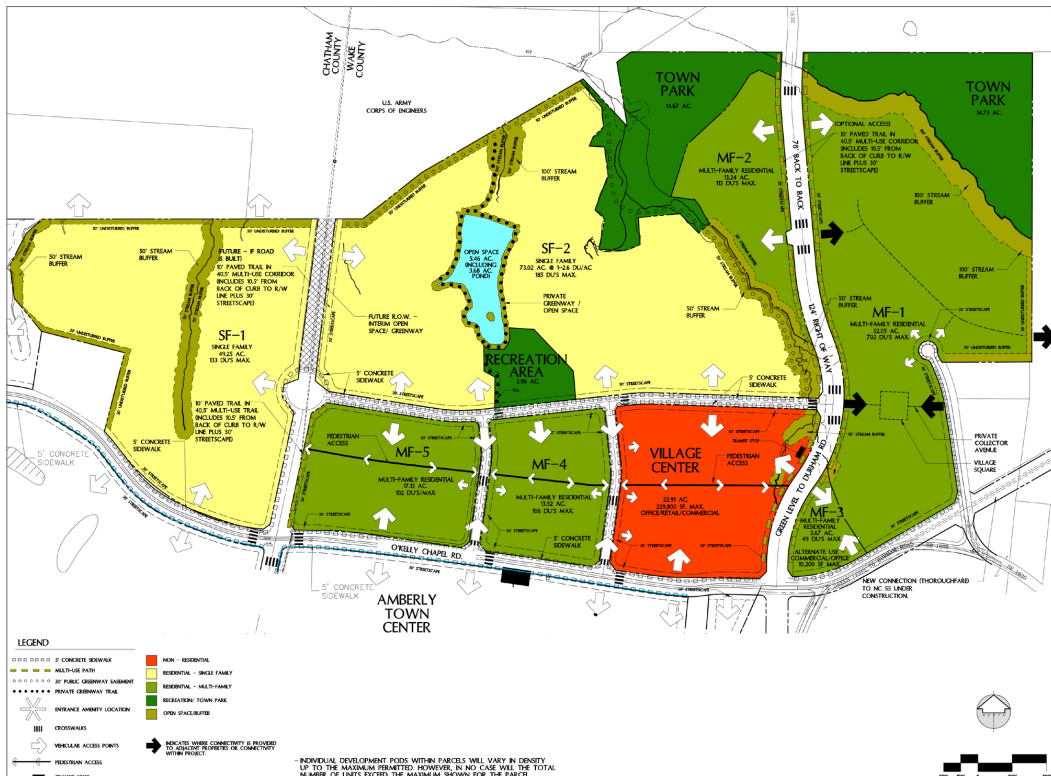 CHATHAM COUNTY
WAKE COUNTY
U.S. ARMY
CORPS OF ENGINEERS
TOWN
PARK
14.67 AC.
TOWN
PARK
14.73 AC.
(OPTIONAL ACCESS)
10' PAVED TRAIL IN
40.5' MULTI-USE CORRIDOR
(INCLUDES 10.5' FROM
BACK OF CURB TO R/W
LINE PLUS 30'
STREETSCAPE)
MF-2
MULTI-FAMILY RESIDENTIAL
13.24 AC.
113 DU'S MAX.
78' BACK TO BACK
124' RIGHT OF WAY
100' STREAM
BUFFER
100' STREAM
BUFFER
100' STREAM
BUFFER
50' STREAM
BUFFER
MF-1
MULTI-FAMILY RESIDENTIAL
32.05 AC.
702 DU'S MAX.
50' UNDISTURBED BUFFER
50' STREAM
BUFFER
50' STREAM
BUFFER
FUTURE - IF ROAD
IS BUILT)
10' PAVED TRAIL IN
40.5' MULTI-USE CORRIDOR
(INCLUDES 10.5' FROM
BACK OF CURB TO R/W
LINE PLUS 30'
STREETSCAPE)
SF-1
SINGLE FAMILY
49.25 AC.
133 DU'S MAX.
OPEN SPACE
5.46 AC.
(INCLUDING
3.68 AC.
POND)
SF-2
SINGLE FAMILY
73.02 AC. @ 1-2.6 DU/AC
185 DU'S MAX.
PRIVATE
GREENWAY /
OPEN SPACE
50' STREAM
BUFFER
FUTURE R.O.W. -
INTERIM OPEN
SPACE/ GREENWAY
RECREATION
AREA
3.96 AC.
5' CONCRETE
SIDEWALK
5' CONCRETE
SIDEWALK
10' PAVED TRAIL IN
40.5' MULTI-USE TRAIL
(INCLUDES 10.5' FROM
BACK OF CURB TO R/W
LINE PLUS 30'
STREETSCAPE)
5' CONCRETE
SIDEWALK
5' CONCRETE
SIDEWALK
PEDESTRIAN
ACCESS
MF-5
MULTI-FAMILY RESIDENTIAL
17.13 AC.
102 DU'S/MAX
MF-4
MULTI-FAMILY RESIDENTIAL
13.52 AC.
106 DU'S MAX.
5' CONCRETE
SIDEWALK
VILLAGE
CENTER
22.91 AC.
229,800 SF. MAX.
OFFICE/RETAIL/COMMERCIAL
TRANSIT STOP
PEDESTRIAN
ACCESS
GREEN LEVEL TO DURHAM RD.
MF-3
MULTI-FAMILY
RESIDENTIAL
3.67 AC.
49 DU'S MAX.
ALTERNATE USE
COMMERCIAL/OFFICE
10,200 SF MAX.
PRIVATE
COLLECTOR
AVENUE
VILLAGE
SQUARE
O'KELLY CHAPEL RD.
NEW CONNECTION (THOROUGHFARE)
TO NC 55 UNDER
CONSTRUCTION.
5' CONCRETE
SIDEWALK
AMBERLY
TOWN
CENTER
LEGEND
5' CONCRETE SIDEWALK
MULTI-USE PATH
30' PUBLIC GREENWAY EASEMENT
PRIVATE GREENWAY TRAIL
ENTRANCE AMENITY LOCATION
CROSSWALKS
VEHICULAR ACCESS POINTS
PEDESTRIAN ACCESS
NON - RESIDENTIAL
RESIDENTIAL - SINGLE FAMILY
RESIDENTIAL - MULTI-FAMILY
RECREATION/ TOWN PARK
OPEN SPACE/BUFFER
INDICATES WHERE CONNECTIVITY IS PROVIDED
TO ADJACENT PROPERTIES OR CONNECTIVITY
WITHIN PROJECT.
- INDIVIDUAL DEVELOPMENT PODS WITHIN PARCELS WILL VARY IN DENSITY
UP TO THE MAXIMUM PERMITTED. HOWEVER, IN NO CASE WILL THE TOTAL
NUMBER OF UNITS EXCEED THE MAXIMUM SHOWN FOR THE PARCEL